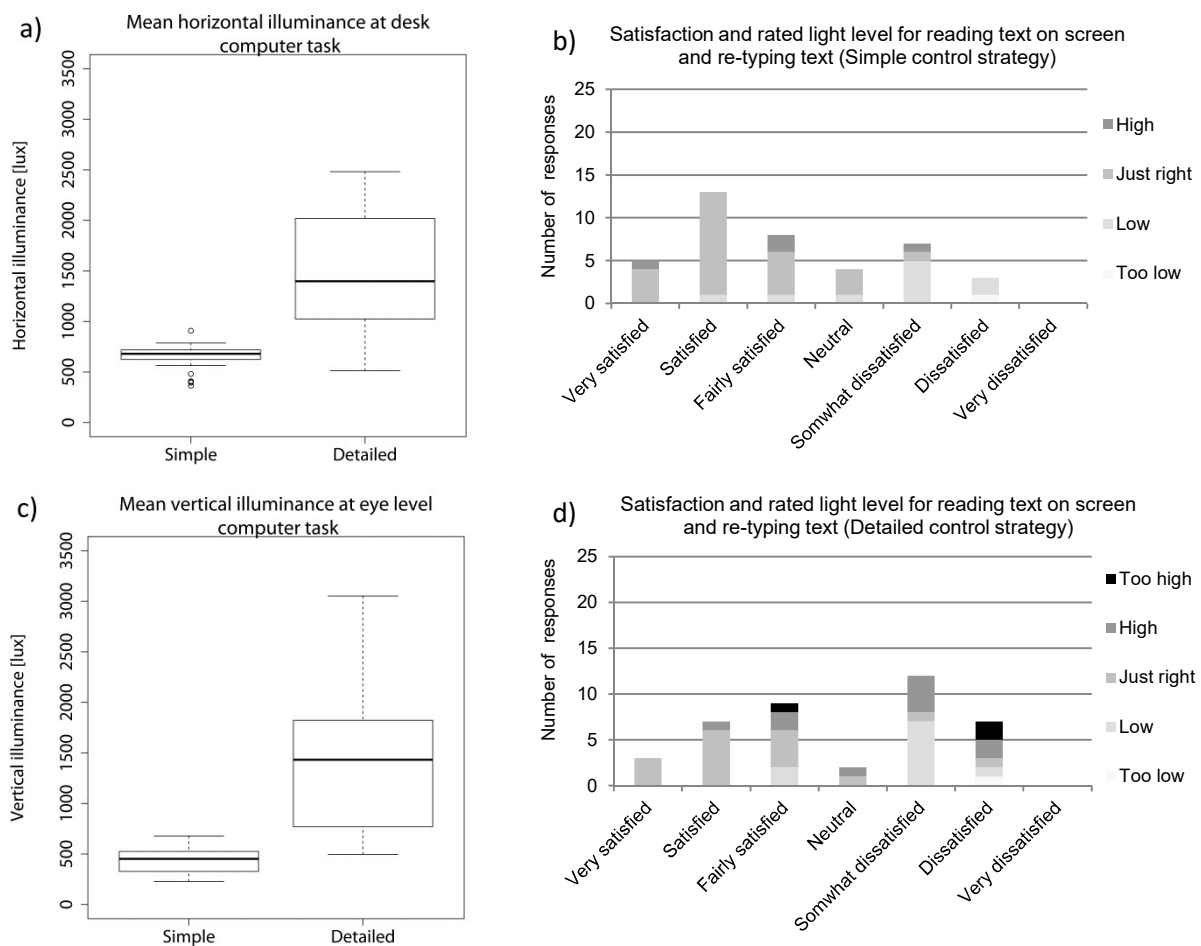 a)
Mean horizontal illuminance at desk
computer task
Horizontal illuminance [lux]
3500
3000
2500
2000
1500
1000
500
0
Simple
Detailed
b)
Satisfaction and rated light level for reading text on screen
and re-typing text (Simple control strategy)
Number of responses
25
20
15
10
5
0
Very satisfied
Satisfied
Fairly satisfied
Neutral
Somwhat dissatisfied
Dissatisfied
Very dissatisfied
High
Just right
Low
Too low
c)
Mean vertical illuminance at eye level
computer task
Vertical illuminance [lux]
3500
3000
2500
2000
1500
1000
500
0
Simple
Detailed
d)
Satisfaction and rated light level for reading text on screen
and re-typing text (Detailed control strategy)
Number of responses
25
20
15
10
5
0
Very satisfied
Satisfied
Fairly satisfied
Neutral
Somwhat dissatisfied
Dissatisfied
Very dissatisfied
Too high
High
Just right
Low
Too low